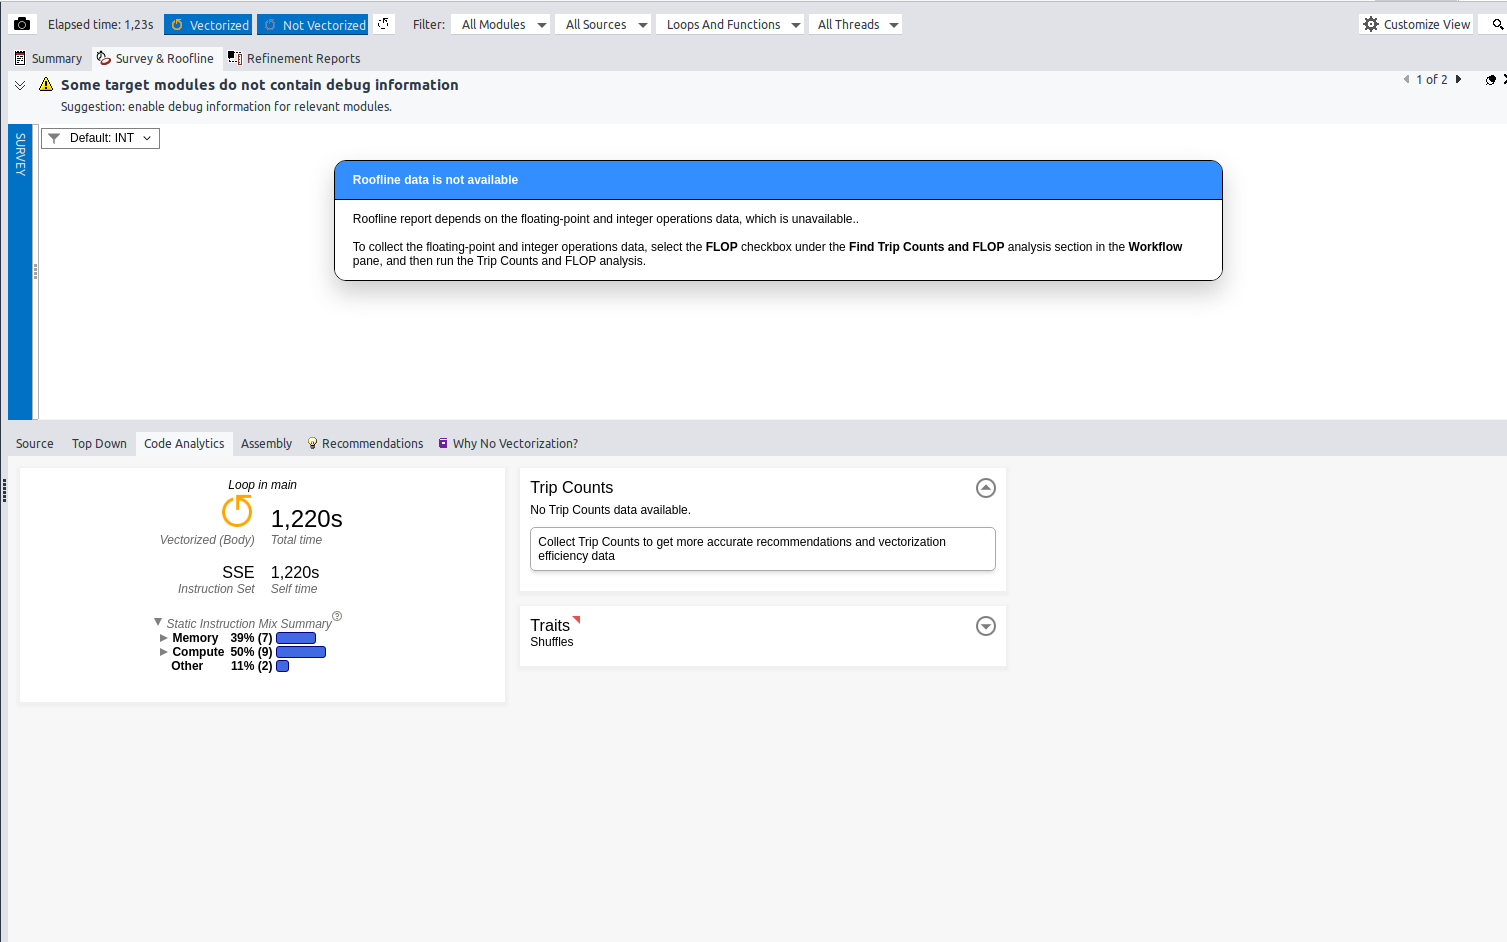 Elapsed time: 1,23s Vectorized Not Vectorized Filter: All Modules All Sources Loops And Functions All Threads Customize View
Summary Survey & Roofline Refinement Reports
Some target modules do not contain debug information 1 of 2
Suggestion: enable debug information for relevant modules.
SURVEY
Default: INT
Roofline data is not available
Roofline report depends on the floating-point and integer operations data, which is unavailable..
To collect the floating-point and integer operations data, select the FLOP checkbox under the Find Trip Counts and FLOP analysis section in the Workflow
pane, and then run the Trip Counts and FLOP analysis.
Source Top Down Code Analytics Assembly Recommendations Why No Vectorization?
Loop in main
1,220s
Vectorized (Body) Total time
SSE 1,220s
Instruction Set Self time
Static Instruction Mix Summary ?
Memory 39% (7)
Compute 50% (9)
Other 11% (2)
Trip Counts
No Trip Counts data available.
Collect Trip Counts to get more accurate recommendations and vectorization
efficiency data
Traits
Shuffles